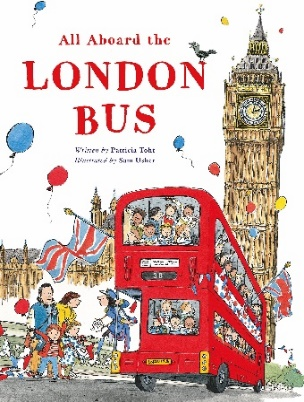 All Aboard the
LONDON
BUS
Written by Patricia Toht
Illustrated by Sam Usher